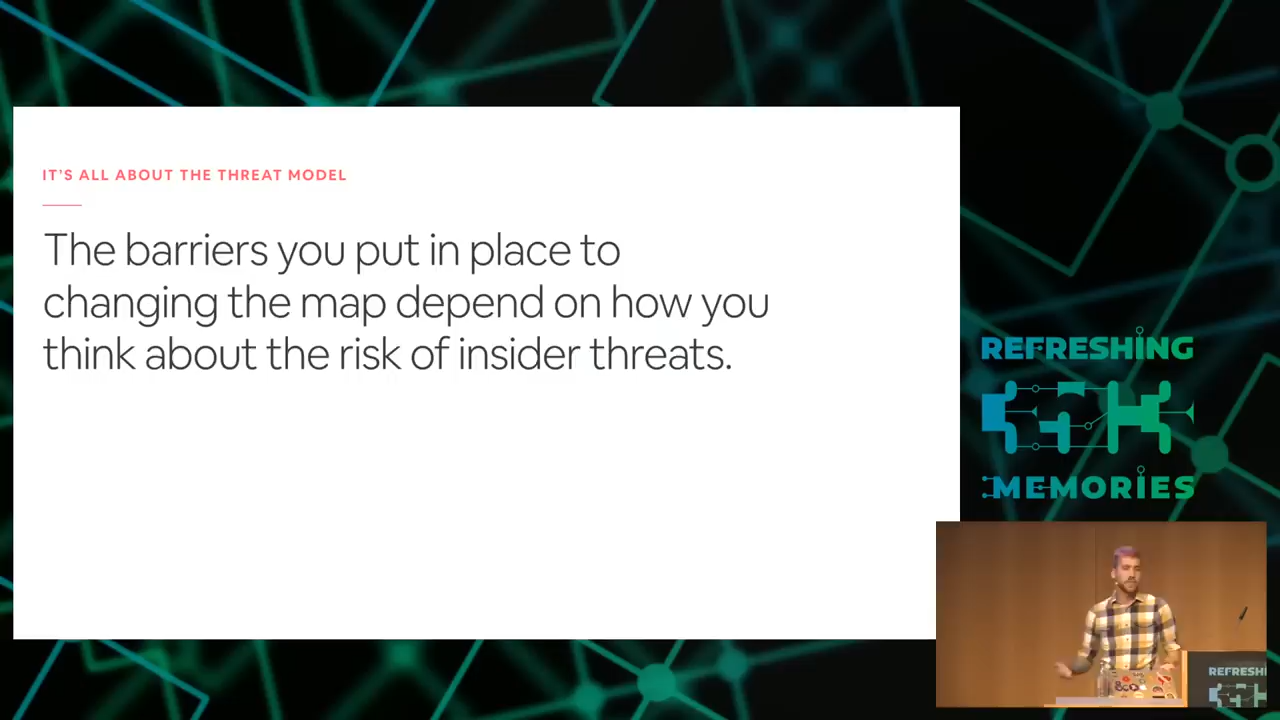 IT'S ALL ABOUT THE THREAT MODEL
The barriers you put in place to
changing the map depend on how you
think about the risk of insider threats.
REFRESHING
MEMORIES
REFRESHI